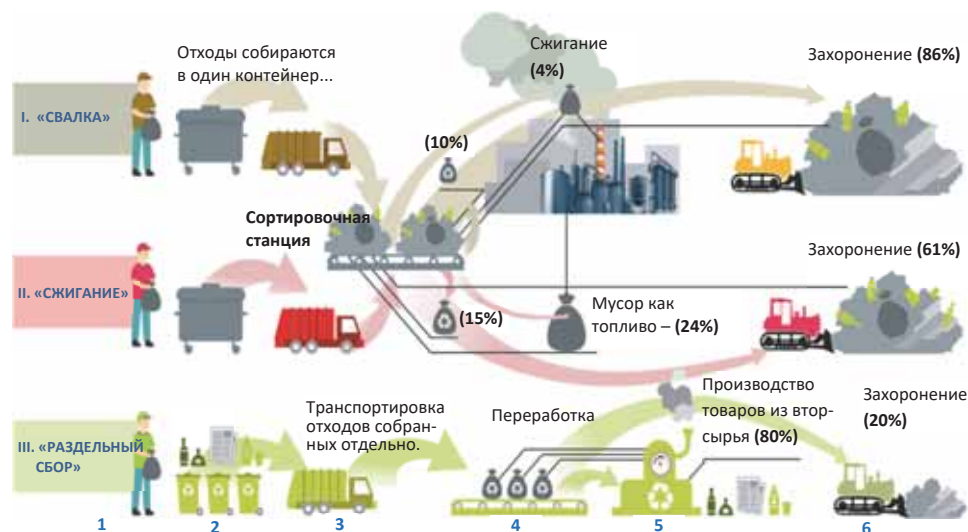 Отходы собираются
в один контейнер...
Сжигание
(4%)
Захоронение (86%)
I. «СВАЛКА»
(10%)
Сортировочная
станция
Захоронение (61%)
II. «СЖИГАНИЕ»
(15%)
Мусор как
топливо – (24%)
Транспортировка
отходов собран-
ных отдельно.
Переработка
Производство
товаров из втор-
сырья (80%)
Захоронение
(20%)
III. «РАЗДЕЛЬНЫЙ
СБОР»
1 2 3 4 5 6